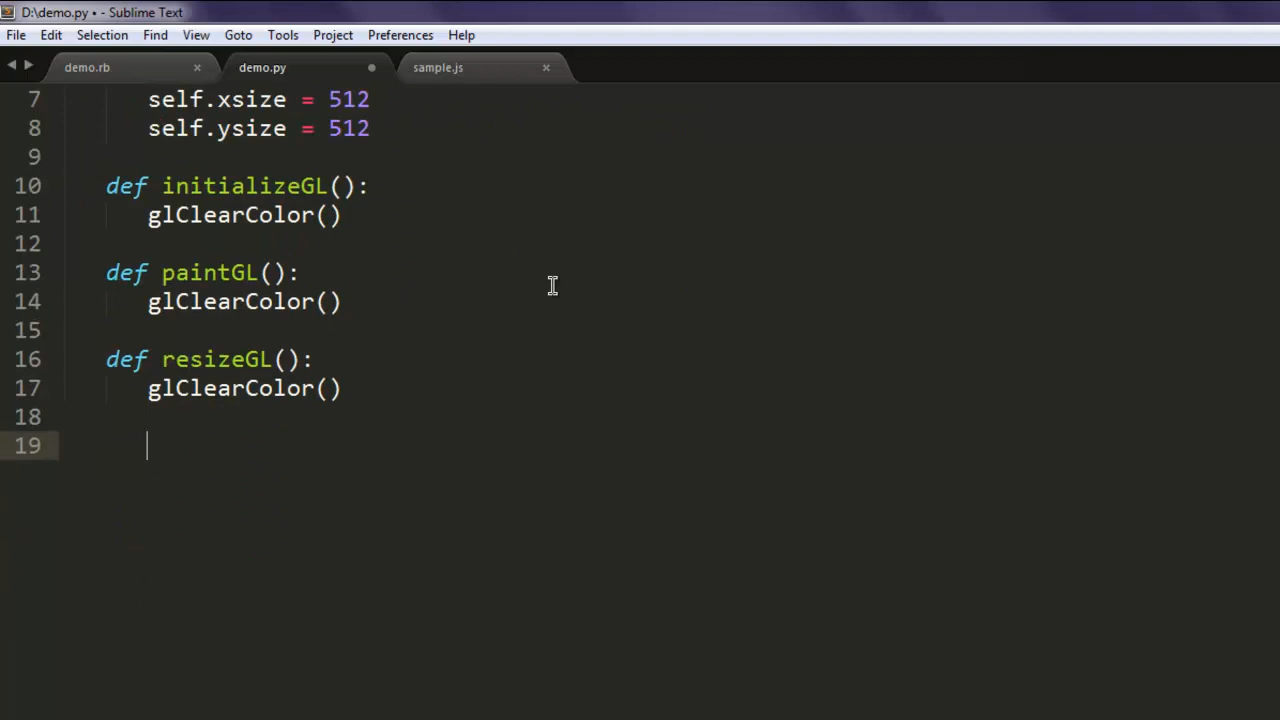 D:\demo.py • - Sublime Text
File Edit Selection Find View Goto Tools Project Preferences Help
demo.rb × demo.py sample.js ×
7 self.xsize = 512
8 self.ysize = 512
9
10 def initializeGL():
11 glClearColor()
12
13 def paintGL():
14 glClearColor()
15
16 def resizeGL():
17 glClearColor()
18
19